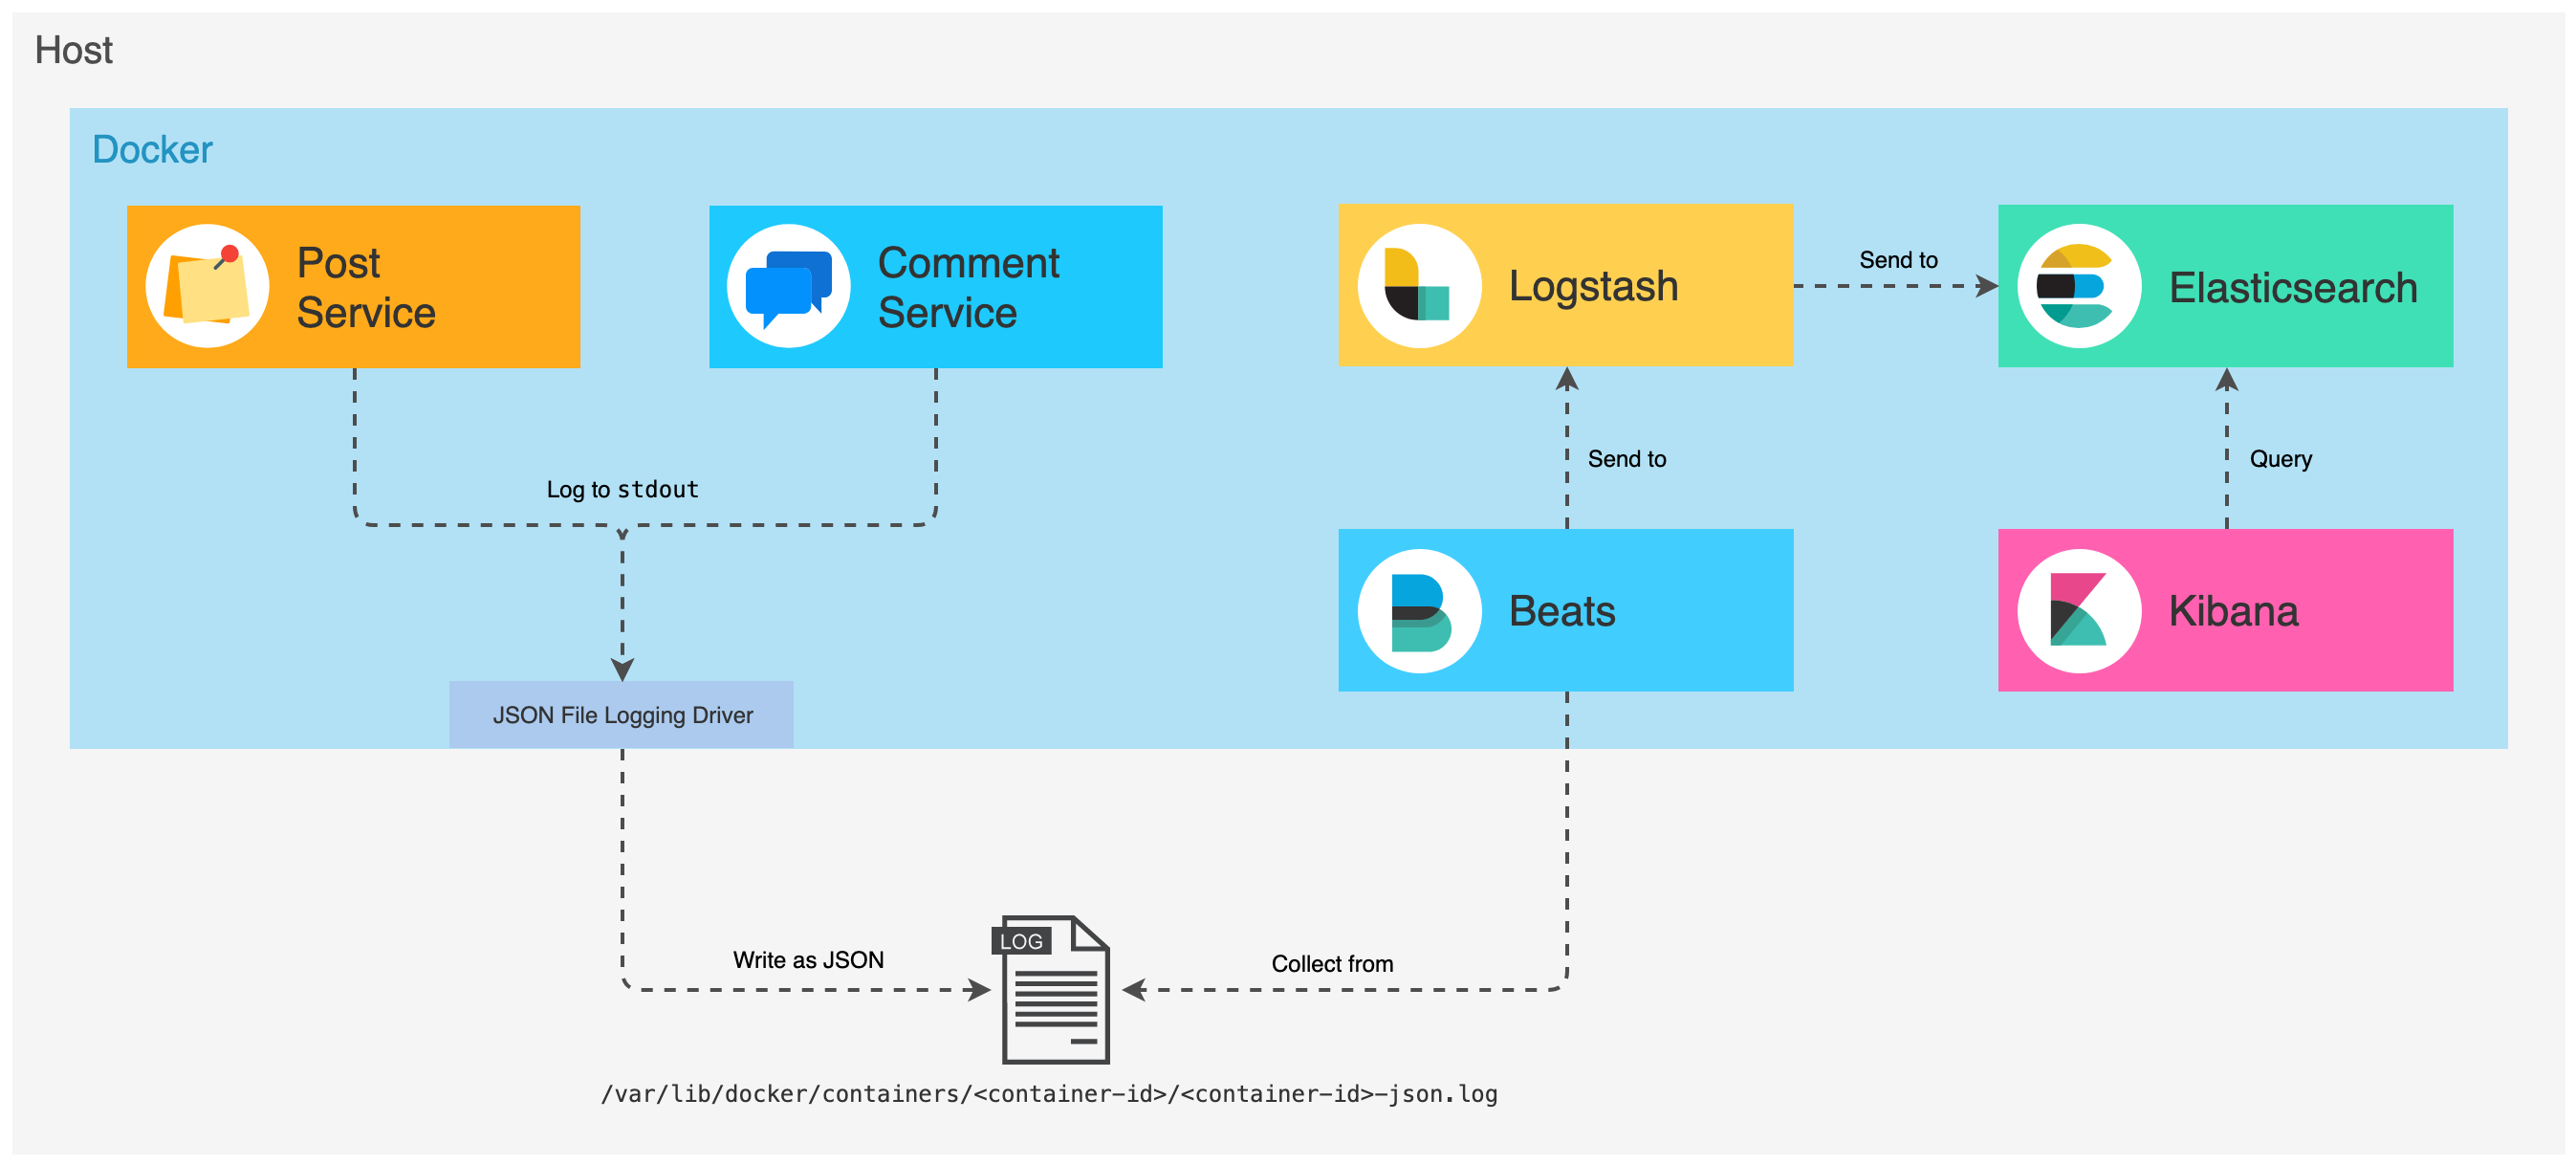 Host
Docker
Post
Service
Comment
Service
Logstash
Send to
Elasticsearch
Log to stdout
Send to
Query
Beats
Kibana
JSON File Logging Driver
LOG
Write as JSON
Collect from
/var/lib/docker/containers/<container-id>/<container-id>-json.log